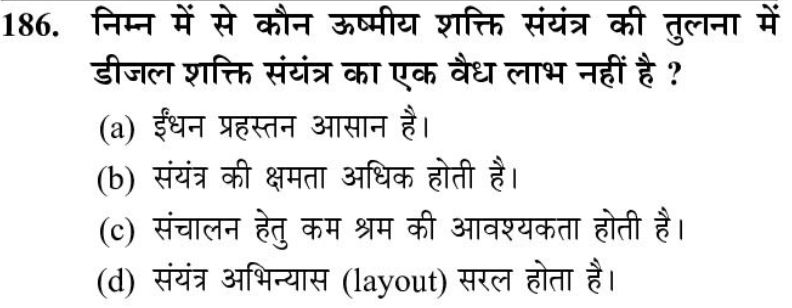 186. निम्न में से कौन ऊष्मीय शक्ति संयंत्र की तुलना में
डीजल शक्ति संयंत्र का एक वैध लाभ नहीं है ?
(a) ईंधन प्रहस्तन आसान है।
(b) संयंत्र की क्षमता अधिक होती है।
(c) संचालन हेतु कम श्रम की आवश्यकता होती है।
(d) संयंत्र अभिन्यास (layout) सरल होता है।